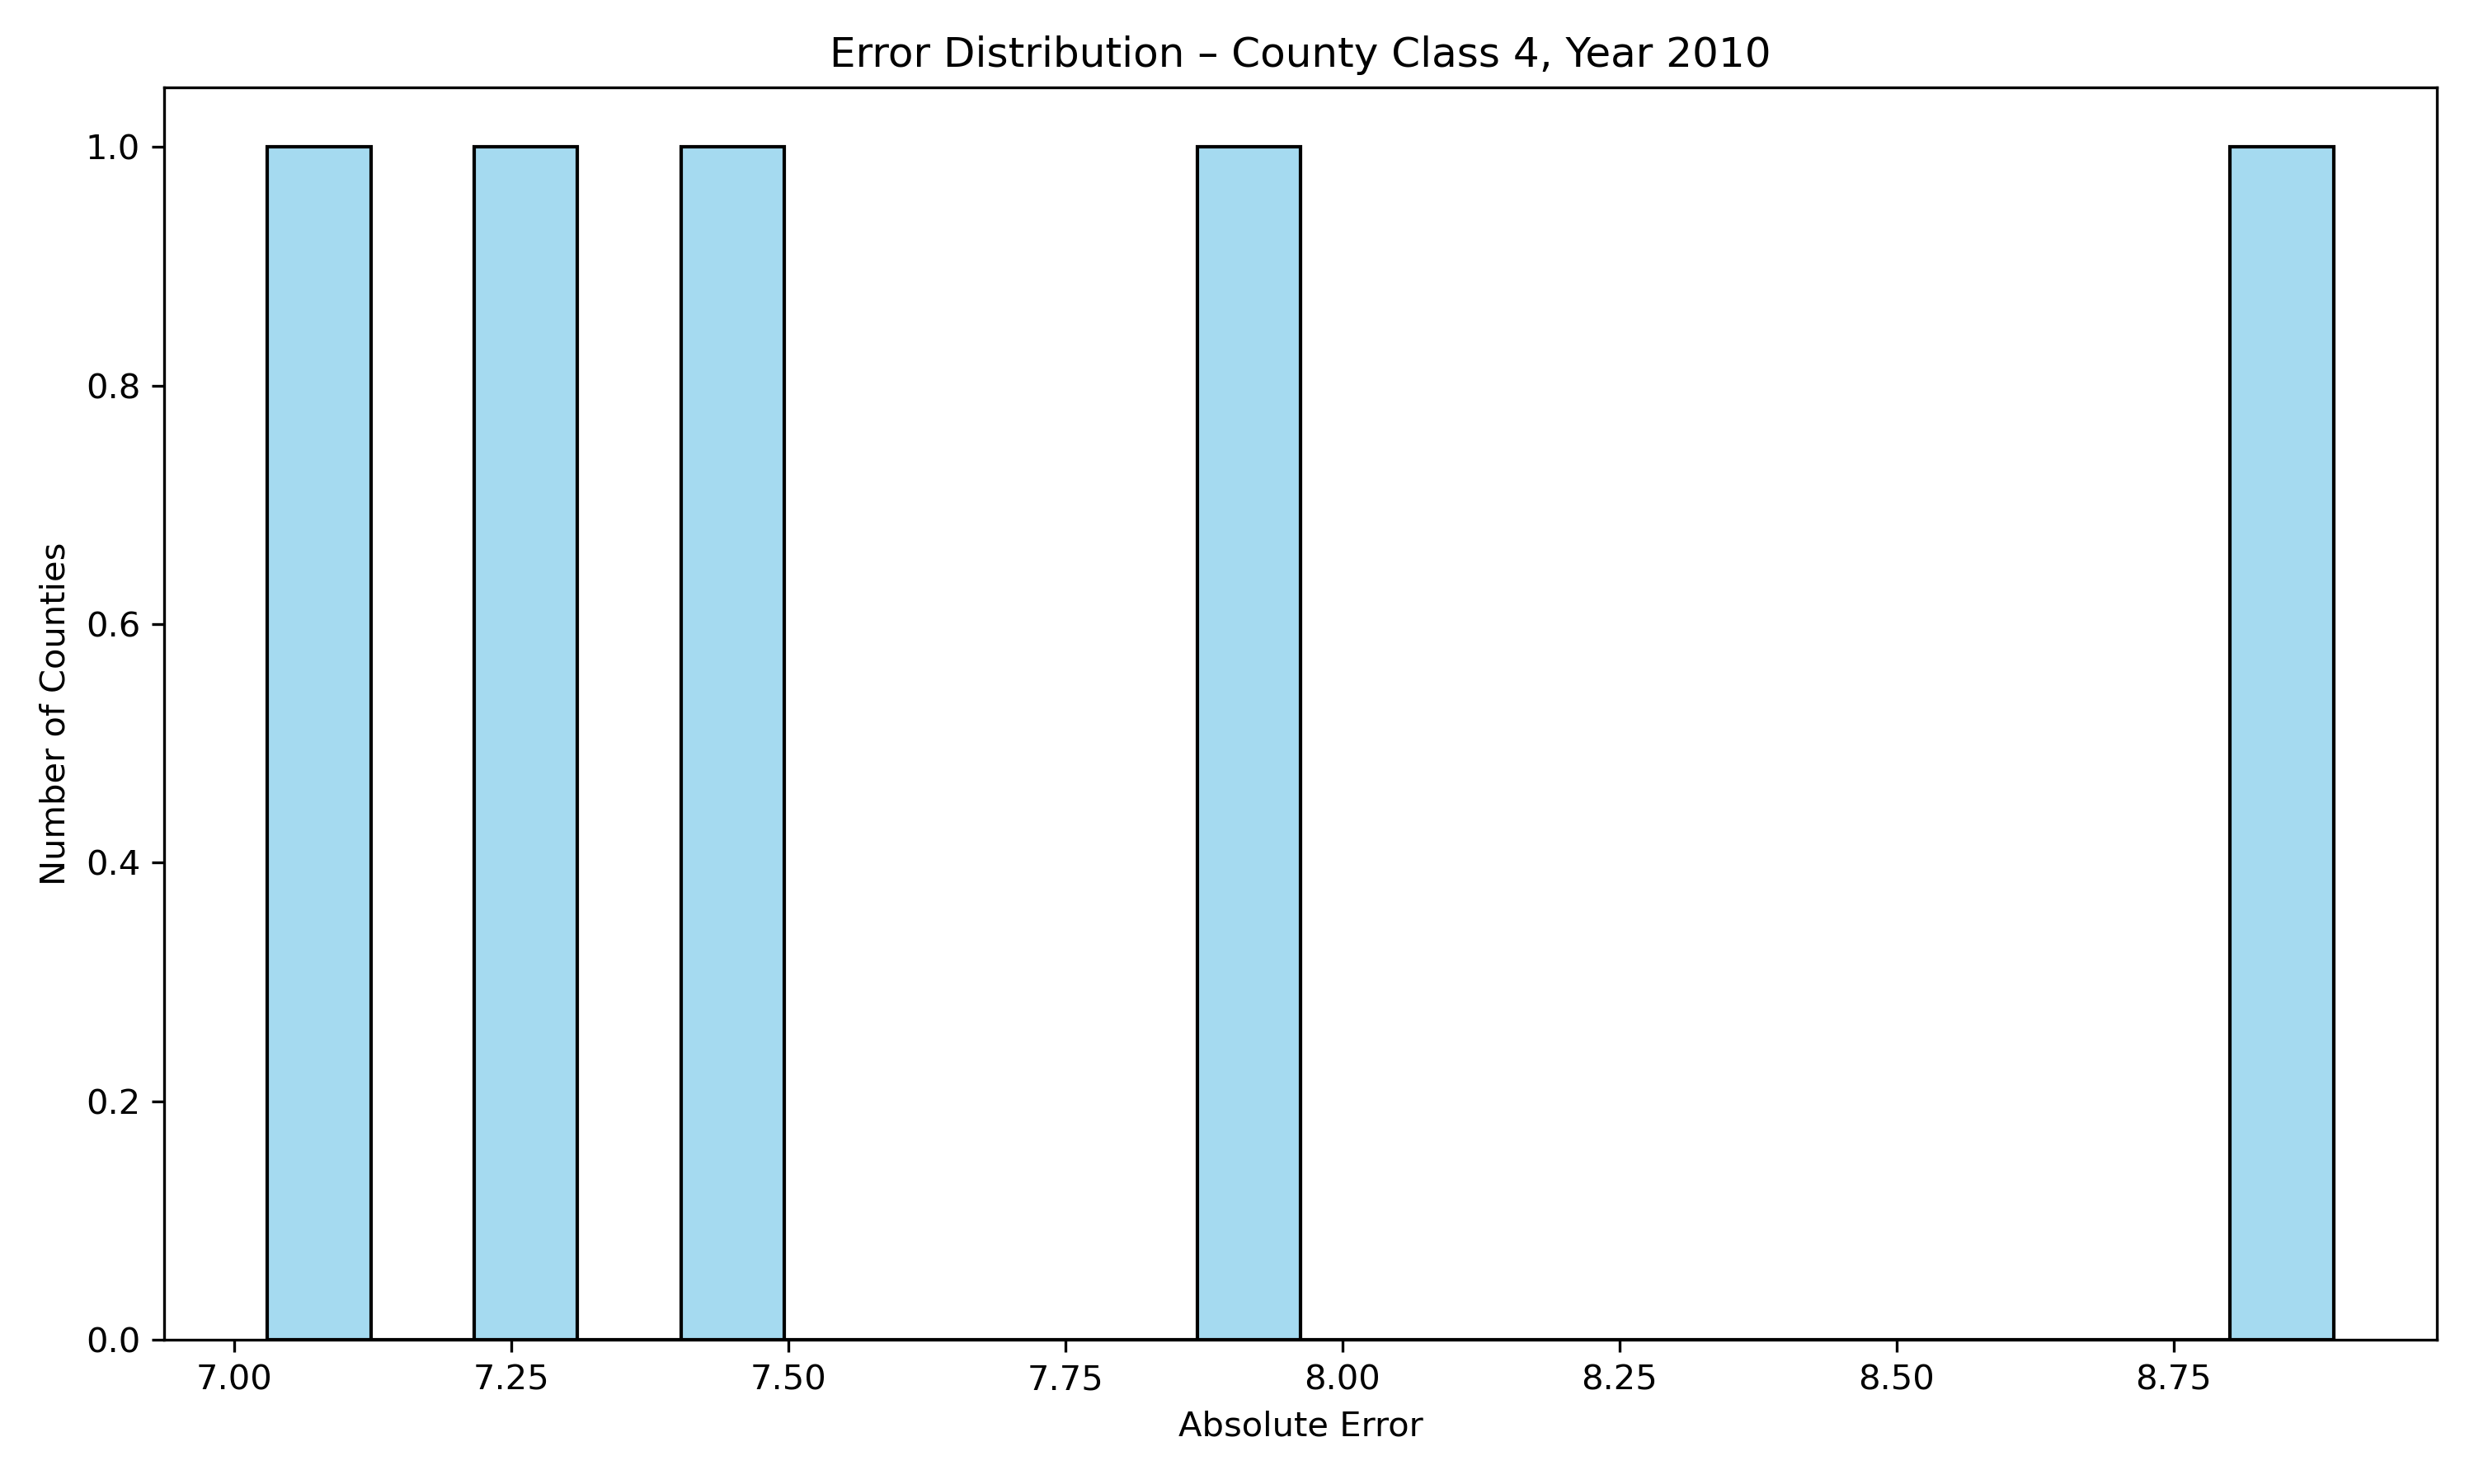 Error Distribution – County Class 4, Year 2010
Number of Counties
1.0
0.8
0.6
0.4
0.2
0.0
7.00 7.25 7.50 7.75 8.00 8.25 8.50 8.75
Absolute Error